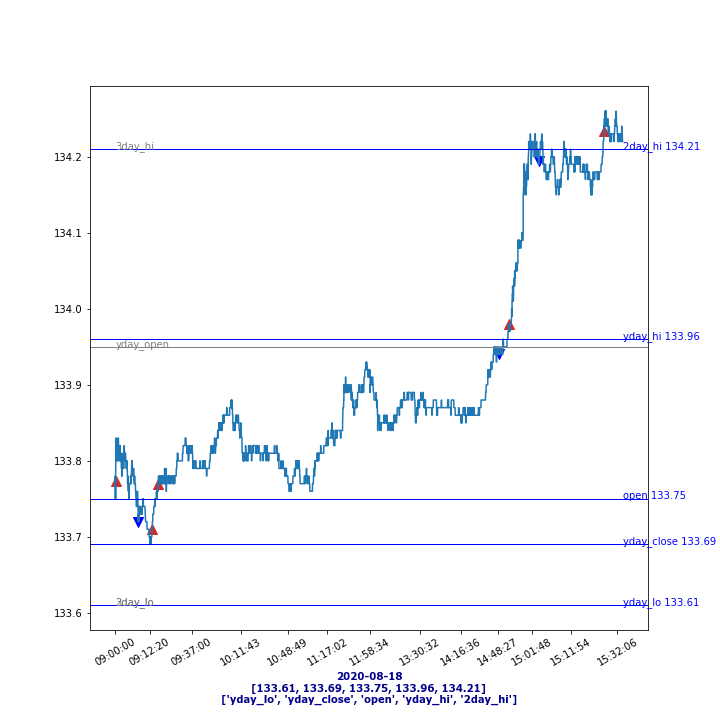 3day_hi
2day_hi 134.21
134.2
134.1
134.0
yday_hi 133.96
yday_open
133.9
133.8
open 133.75
133.7
yday_close 133.69
3day_lo
yday_lo 133.61
133.6
09:00:00 09:12:20 09:37:00 10:11:43 10:48:49 11:17:02 11:58:34 13:30:32 14:16:36 14:48:27 15:01:48 15:11:54 15:32:06
2020-08-18
[133.61, 133.69, 133.75, 133.96, 134.21]
['yday_lo', 'yday_close', 'open', 'yday_hi', '2day_hi']